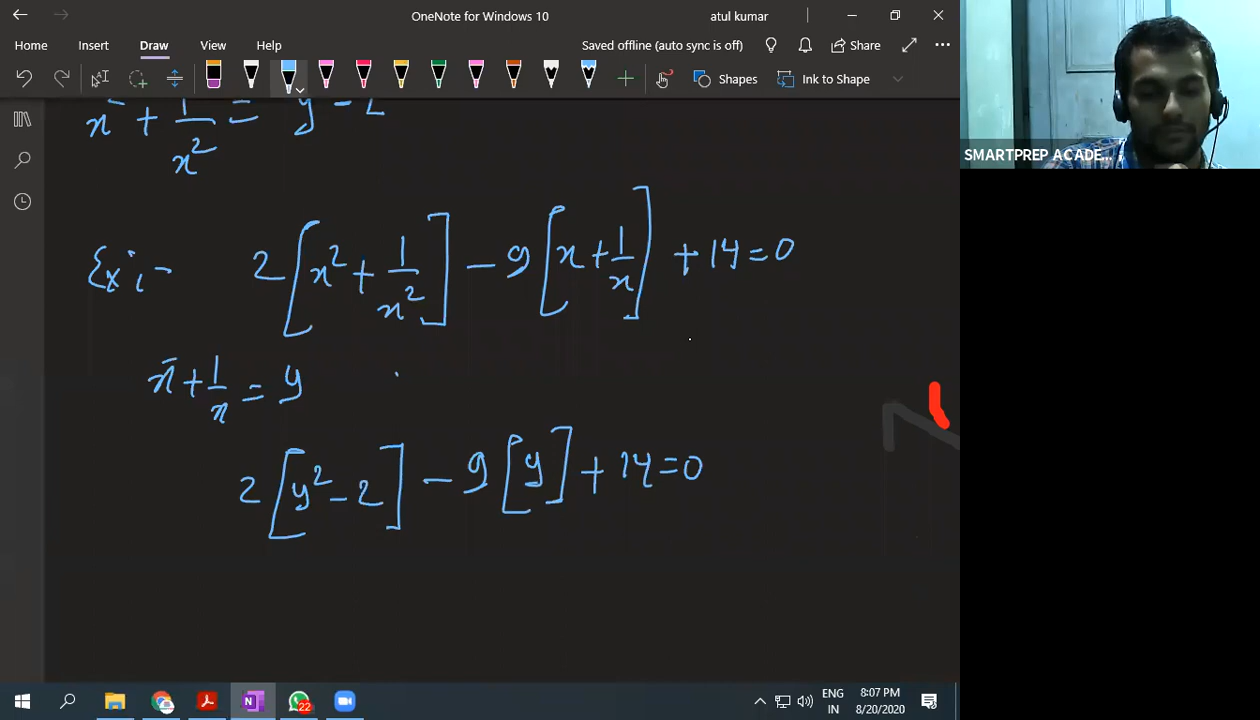 OneNote for Windows 10
atul kumar
Home Insert Draw View Help
Saved offline (auto sync is off)
Share
Shapes
Ink to Shape
SMARTPREP ACADE...
x² + 1/x² = y² - 2
Ex:- 2[x² + 1/x²] - 9[x + 1/x] + 14 = 0
x + 1/x = y
2[y² - 2] - 9[y] + 14 = 0
22
ENG
IN
8:07 PM
8/20/2020